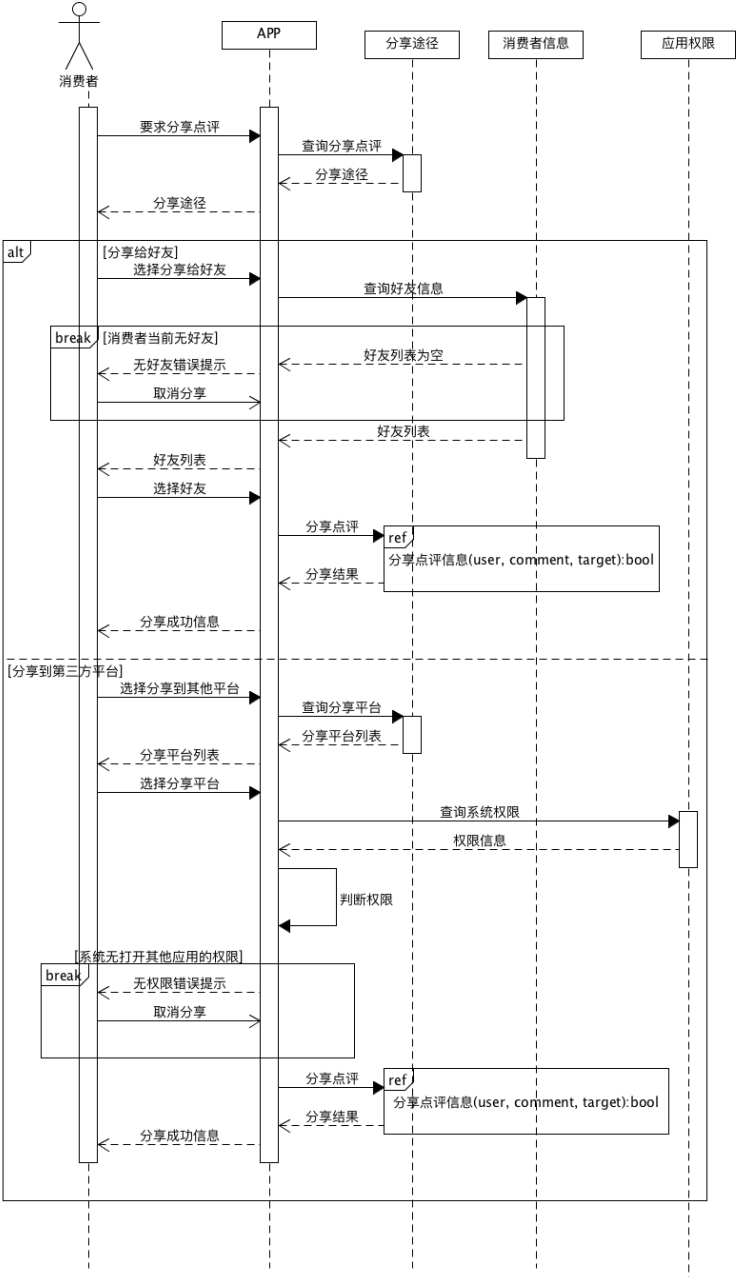 消费者
APP
分享途径
消费者信息
应用权限
要求分享点评
查询分享点评
分享途径
分享途径
alt
[分享给好友]
选择分享给好友
查询好友信息
break
[消费者当前无好友]
好友列表为空
无好友错误提示
取消分享
好友列表
好友列表
选择好友
分享点评
ref
分享点评信息(user, comment, target):bool
分享结果
分享成功信息
[分享到第三方平台]
选择分享到其他平台
查询分享平台
分享平台列表
分享平台列表
选择分享平台
查询系统权限
权限信息
判断权限
[系统无打开其他应用的权限]
break
无权限错误提示
取消分享
分享点评
ref
分享点评信息(user, comment, target):bool
分享结果
分享成功信息